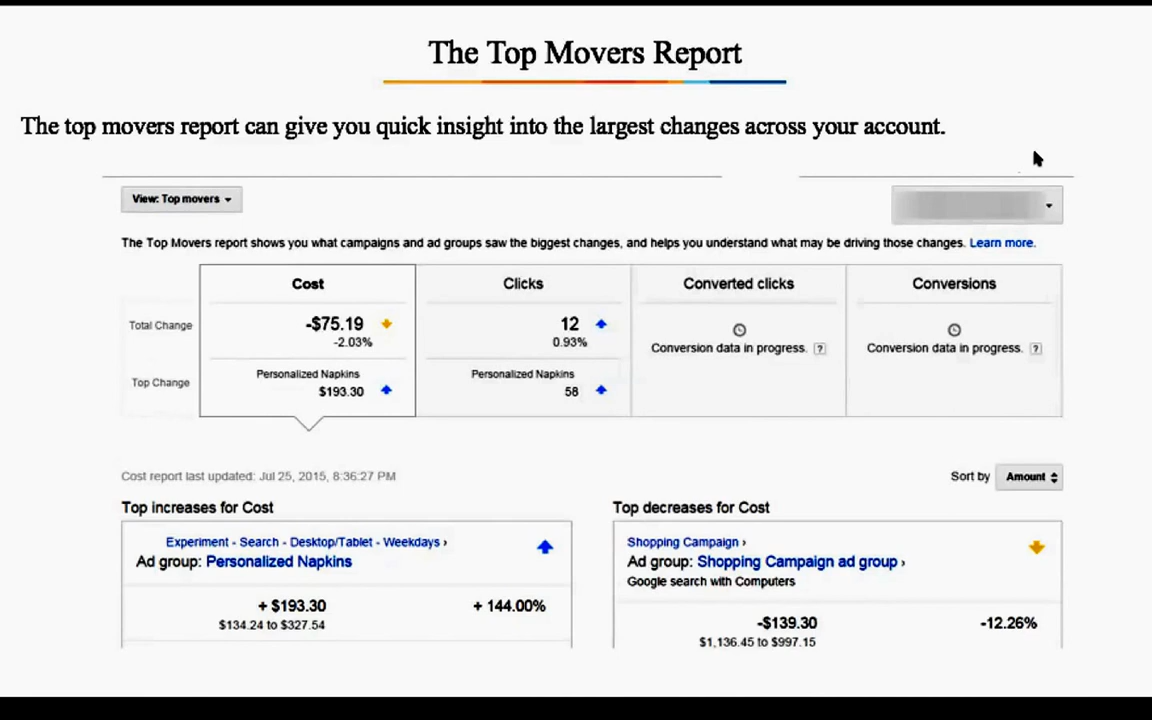 The Top Movers Report
The top movers report can give you quick insight into the largest changes across your account.
View: Top movers
The Top Movers report shows you what campaigns and ad groups saw the biggest changes, and helps you understand what may be driving those changes. Learn more.
Cost Clicks Converted clicks Conversions
Total Change -$75.19 12
-2.03% 0.93% Conversion data in progress. [?] Conversion data in progress. [?]
Top Change Personalized Napkins Personalized Napkins
$193.30 58
Cost report last updated: Jul 25, 2015, 8:36:27 PM Sort by Amount
Top increases for Cost Top decreases for Cost
Experiment - Search - Desktop/Tablet - Weekdays › Shopping Campaign ›
Ad group: Personalized Napkins Ad group: Shopping Campaign ad group ›
Google search with Computers
+ $193.30 + 144.00% -$139.30 -12.26%
$134.24 to $327.54 $1,136.45 to $997.15